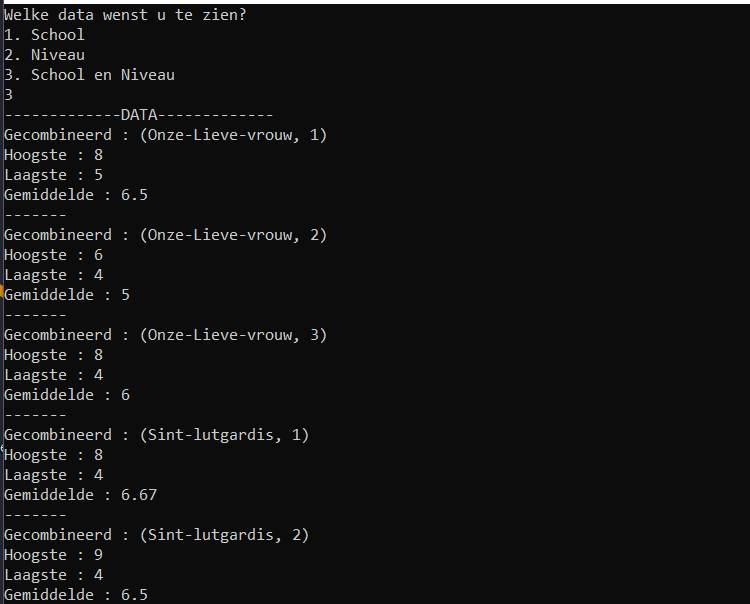 Welke data wenst u te zien?
1. School
2. Niveau
3. School en Niveau
3
-------------DATA-------------
Gecombineerd : (Onze-Lieve-vrouw, 1)
Hoogste : 8
Laagste : 5
Gemiddelde : 6.5
-------
Gecombineerd : (Onze-Lieve-vrouw, 2)
Hoogste : 6
Laagste : 4
Gemiddelde : 5
-------
Gecombineerd : (Onze-Lieve-vrouw, 3)
Hoogste : 8
Laagste : 4
Gemiddelde : 6
-------
Gecombineerd : (Sint-lutgardis, 1)
Hoogste : 8
Laagste : 4
Gemiddelde : 6.67
-------
Gecombineerd : (Sint-lutgardis, 2)
Hoogste : 9
Laagste : 4
Gemiddelde : 6.5